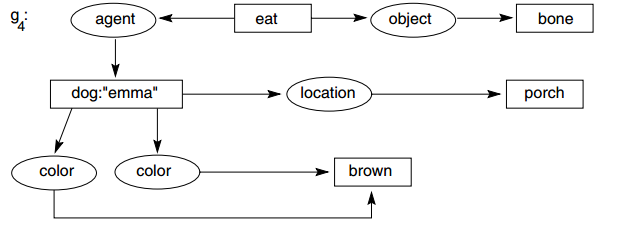 g4: agent eat object bone
dog:"emma" location porch
color color brown